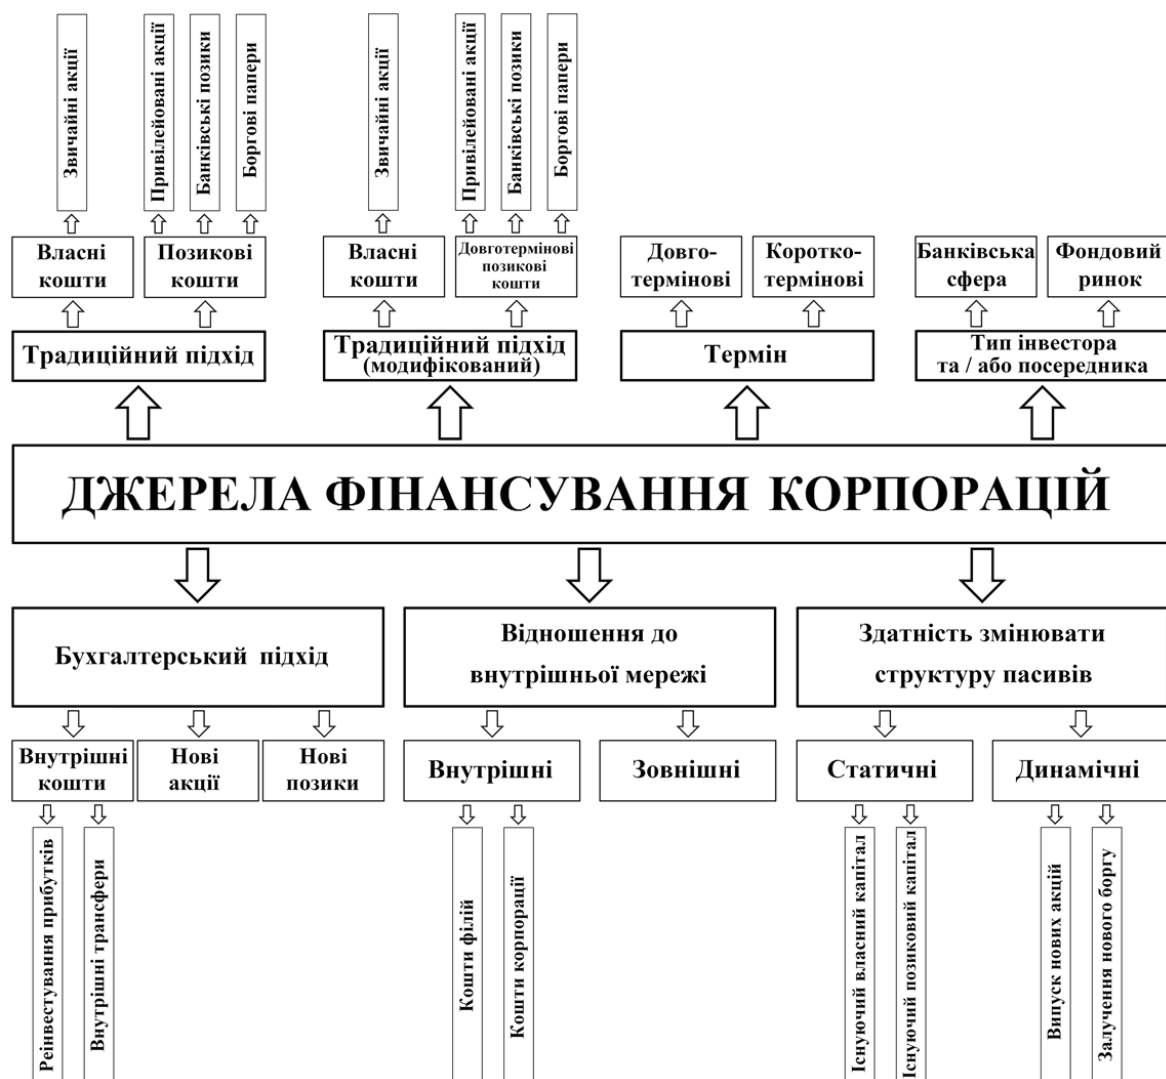 Звичайні акції
Привілейовані акції
Банківські позики
Боргові папери
Звичайні акції
Привілейовані акції
Банківські позики
Боргові папери
Власні
кошти
Позикові
кошти
Власні
кошти
Довготермінові
позикові
кошти
Довго-
термінові
Коротко-
термінові
Банківська
сфера
Фондовий
ринок
Традиційний підхід
Традиційний підхід
(модифікований)
Термін
Тип інвестора
та / або посередника
ДЖЕРЕЛА ФІНАНСУВАННЯ КОРПОРАЦІЙ
Бухгалтерський підхід
Відношення до
внутрішньої мережі
Здатність змінювати
структуру пасивів
Внутрішні
кошти
Нові
акції
Нові
позики
Внутрішні
Зовнішні
Статичні
Динамічні
Реінвестування прибутків
Внутрішні трансфери
Кошти філій
Кошти корпорації
Існуючий власний капітал
Існуючий позиковий капітал
Випуск нових акцій
Залучення нового боргу